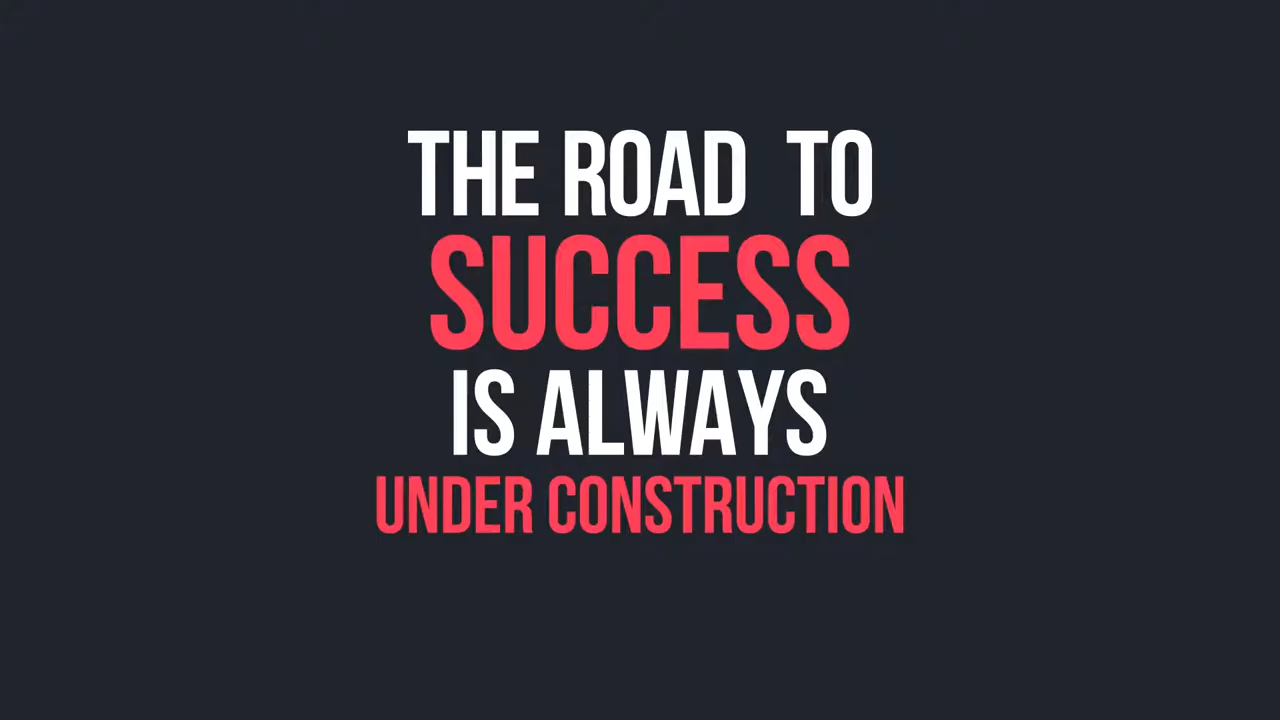 THE ROAD TO
SUCCESS
IS ALWAYS
UNDER CONSTRUCTION